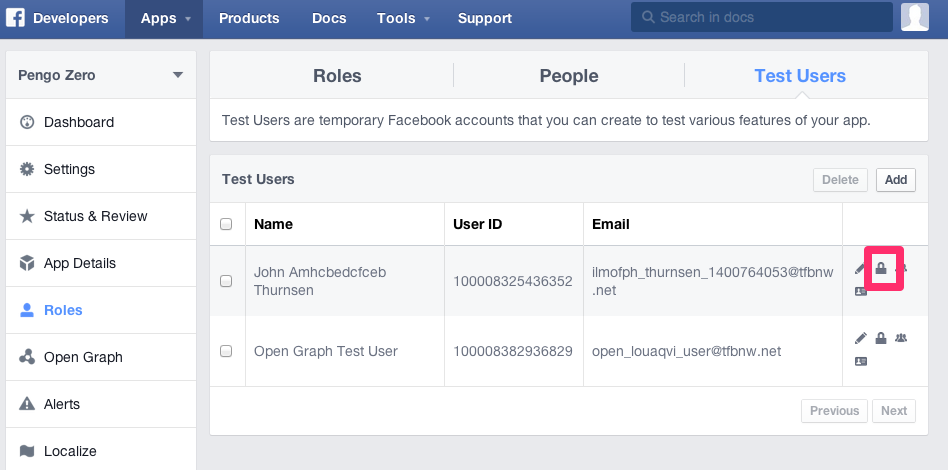 Developers Apps Products Docs Tools Support Search in docs
Pengo Zero
Dashboard
Settings
Status & Review
App Details
Roles
Open Graph
Alerts
Localize
Roles People Test Users
Test Users are temporary Facebook accounts that you can create to test various features of your app.
Test Users Delete Add
Name User ID Email
John Amhcbedcfceb
Thurnsen
100008325436352
ilmofph_thurnsen_1400764053@tfbnw
.net
Open Graph Test User 100008382936829 open_louaqvi_user@tfbnw.net
Previous Next